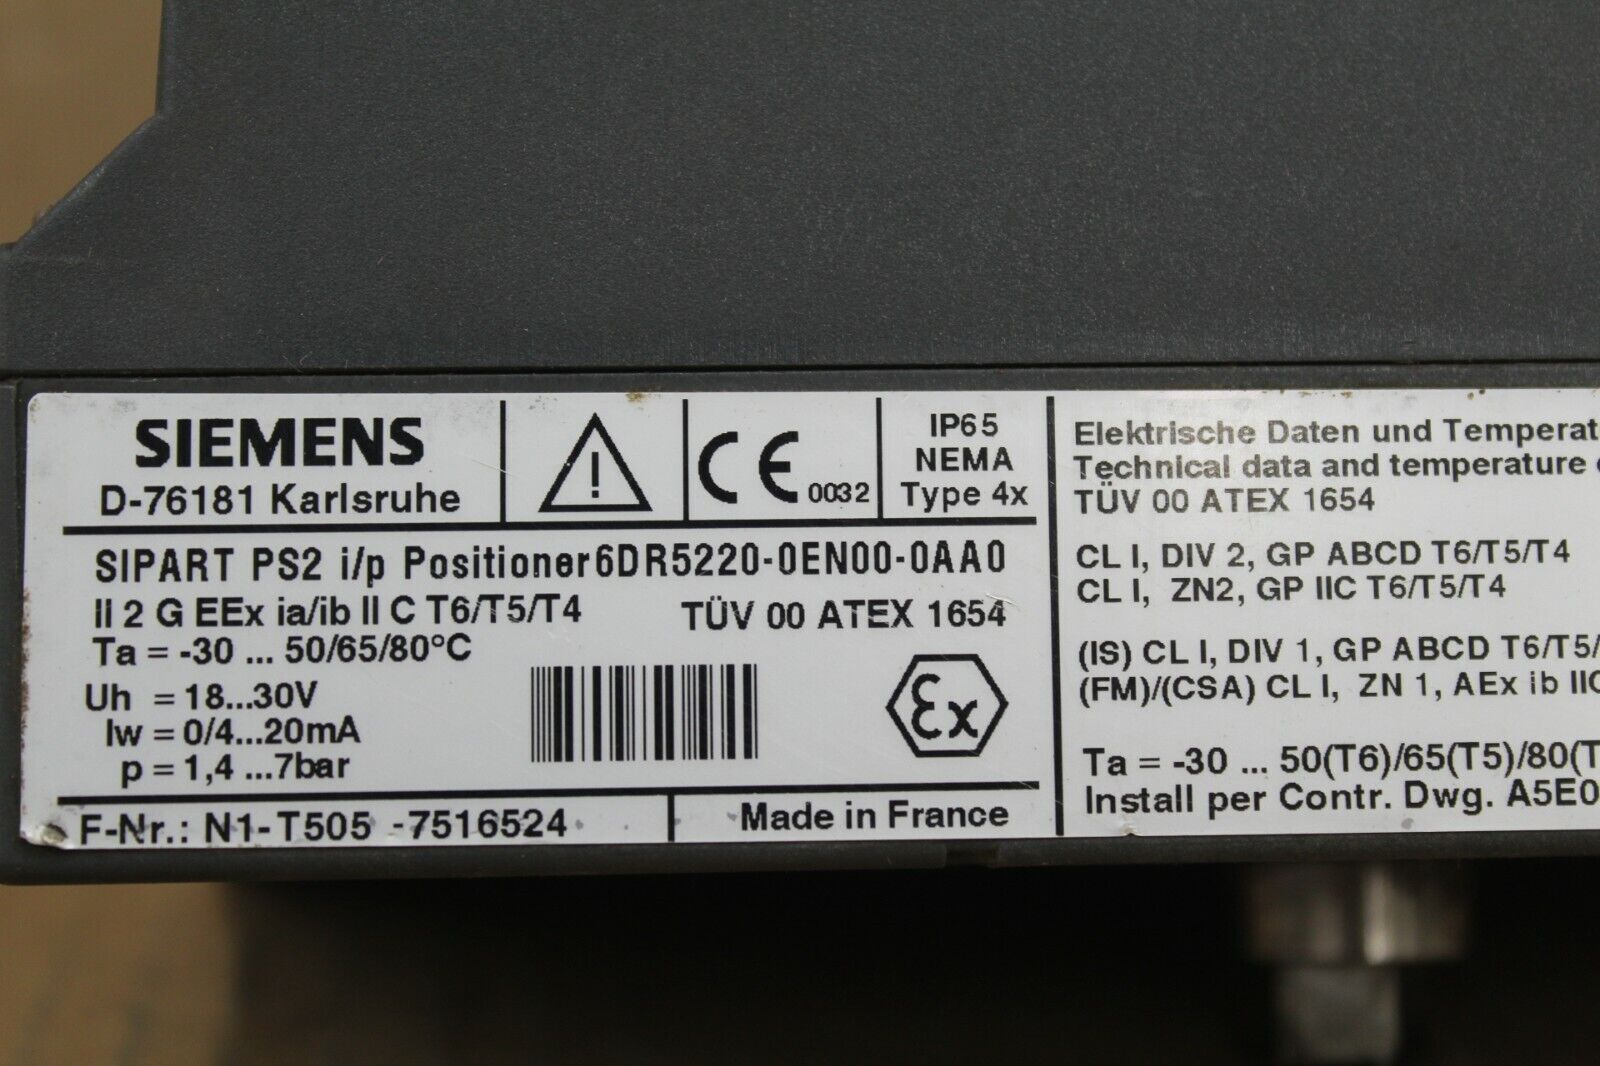 SIEMENS
D-76181 Karlsruhe
CE 0032
IP65
NEMA
Type 4x
SIPART PS2 i/p Positioner 6DR5220-0EN00-0AA0
II 2 G EEx ia/ib II C T6/T5/T4 TÜV 00 ATEX 1654
Ta = -30 ... 50/65/80°C
Uh = 18...30V
Iw = 0/4...20mA
p = 1,4 ...7bar
Ex
F-Nr.: N1-T505 -7516524
Made in France
Elektrische Daten und Temperat
Technical data and temperature
TÜV 00 ATEX 1654
CL I, DIV 2, GP ABCD T6/T5/T4
CL I, ZN2, GP IIC T6/T5/T4
(IS) CL I, DIV 1, GP ABCD T6/T5/
(FM)/(CSA) CL I, ZN 1, AEx ib IIC
Ta = -30 ... 50(T6)/65(T5)/80(T
Install per Contr. Dwg. A5E0